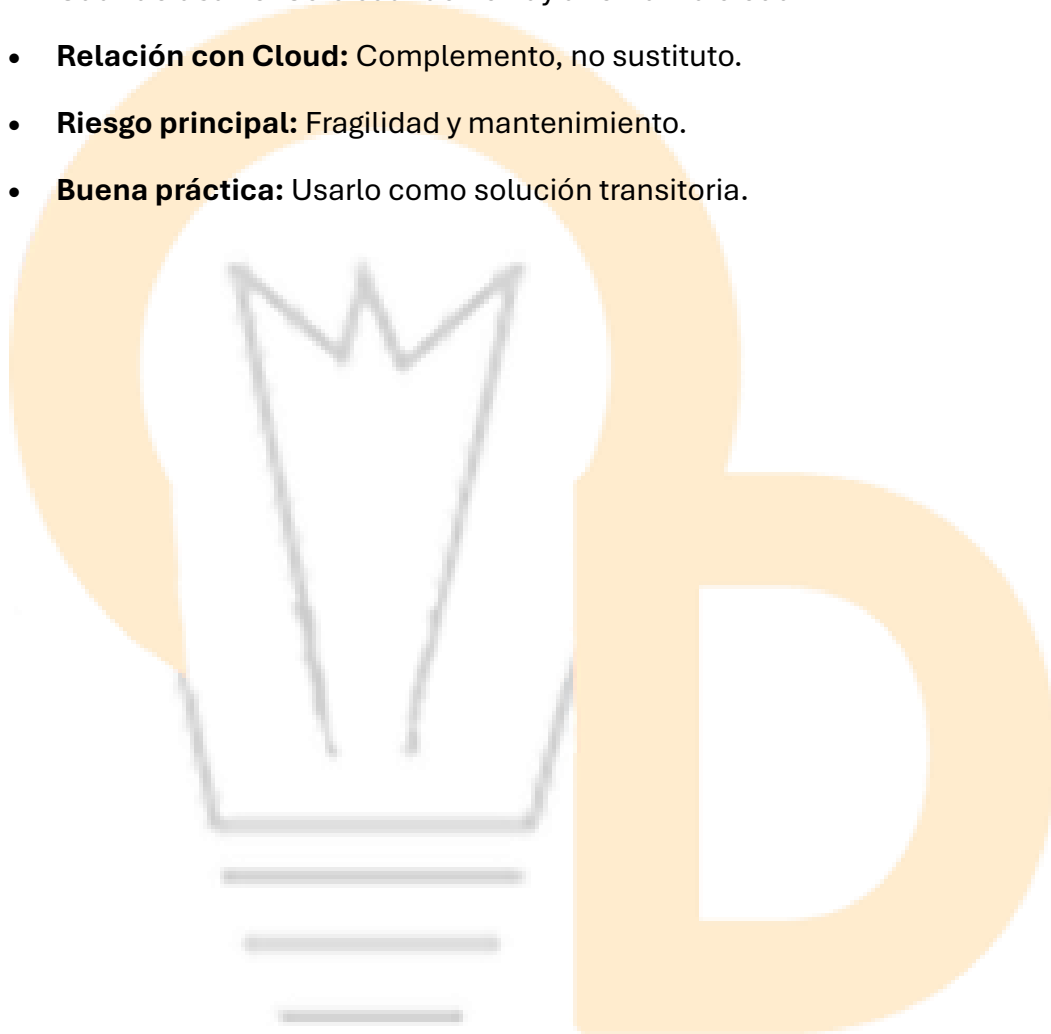 • Relación con Cloud: Complemento, no sustituto.
• Riesgo principal: Fragilidad y mantenimiento.
• Buena práctica: Usarlo como solución transitoria.